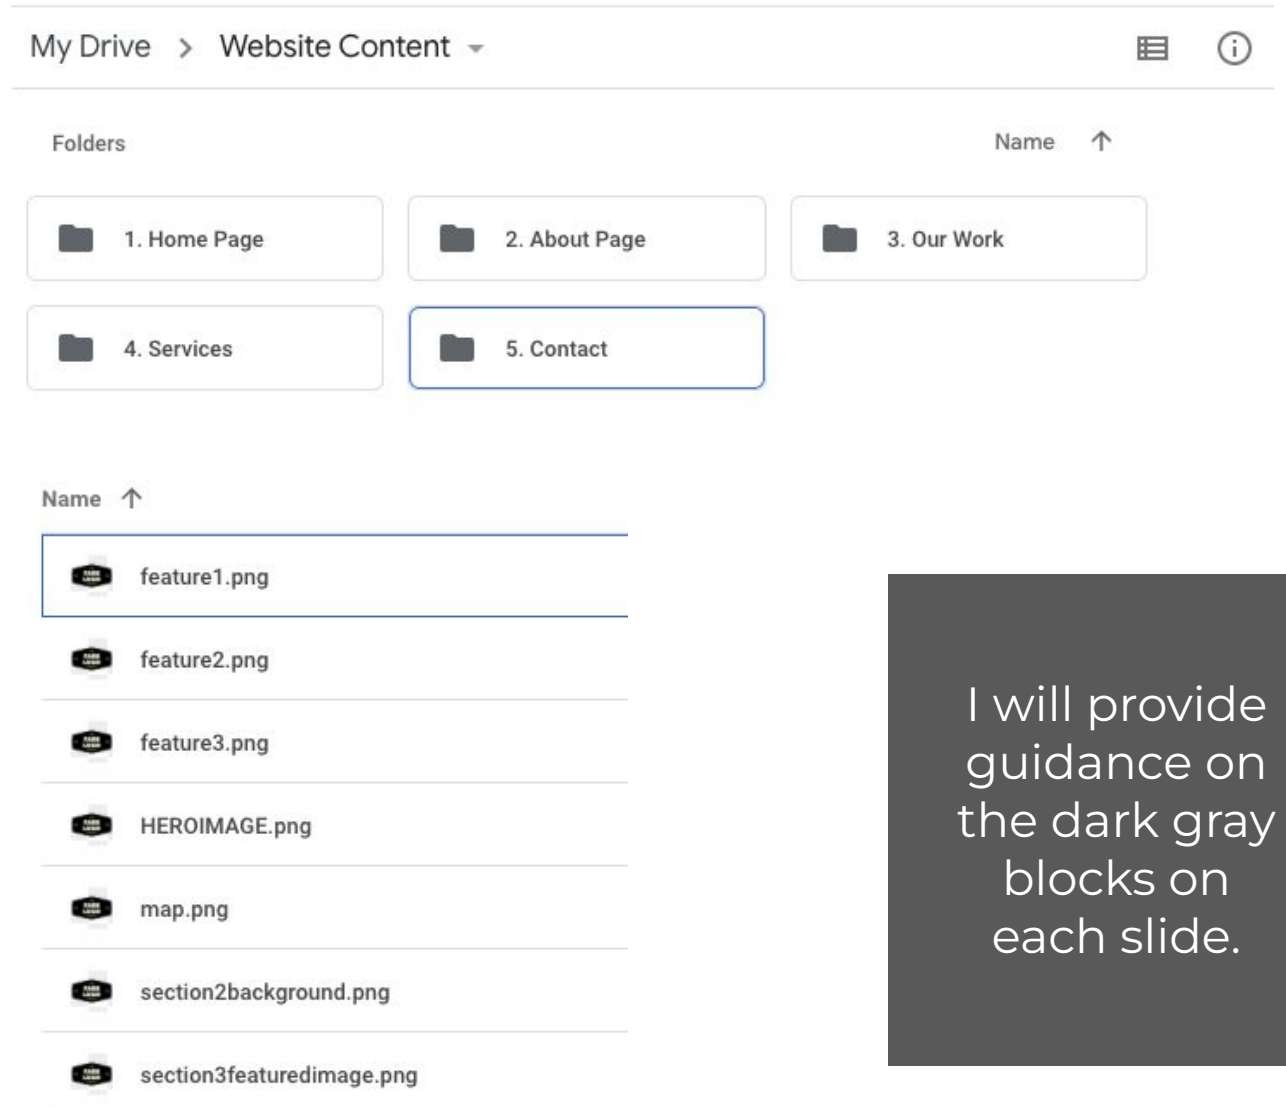 My Drive > Website Content
Folders
Name ↑
1. Home Page
2. About Page
3. Our Work
4. Services
5. Contact
Name ↑
feature1.png
feature2.png
feature3.png
HEROIMAGE.png
map.png
section2background.png
section3featuredimage.png
I will provide
guidance on
the dark gray
blocks on
each slide.